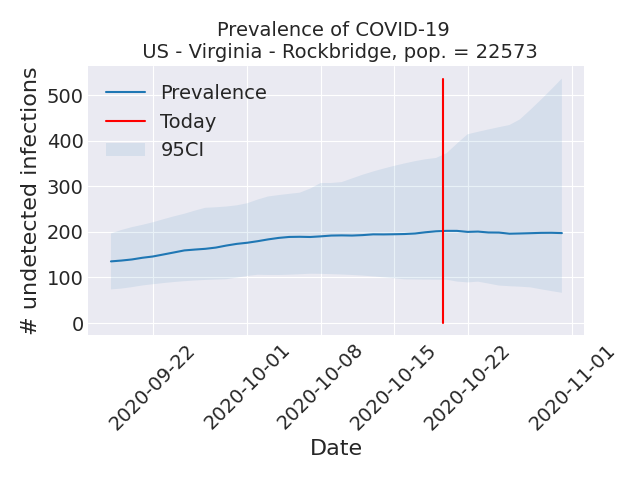 Prevalence of COVID-19
US - Virginia - Rockbridge, pop. = 22573
# undetected infections
500
400
300
200
100
0
Prevalence
Today
95CI
2020-09-22
2020-10-01
2020-10-08
2020-10-15
2020-10-22
2020-11-01
Date